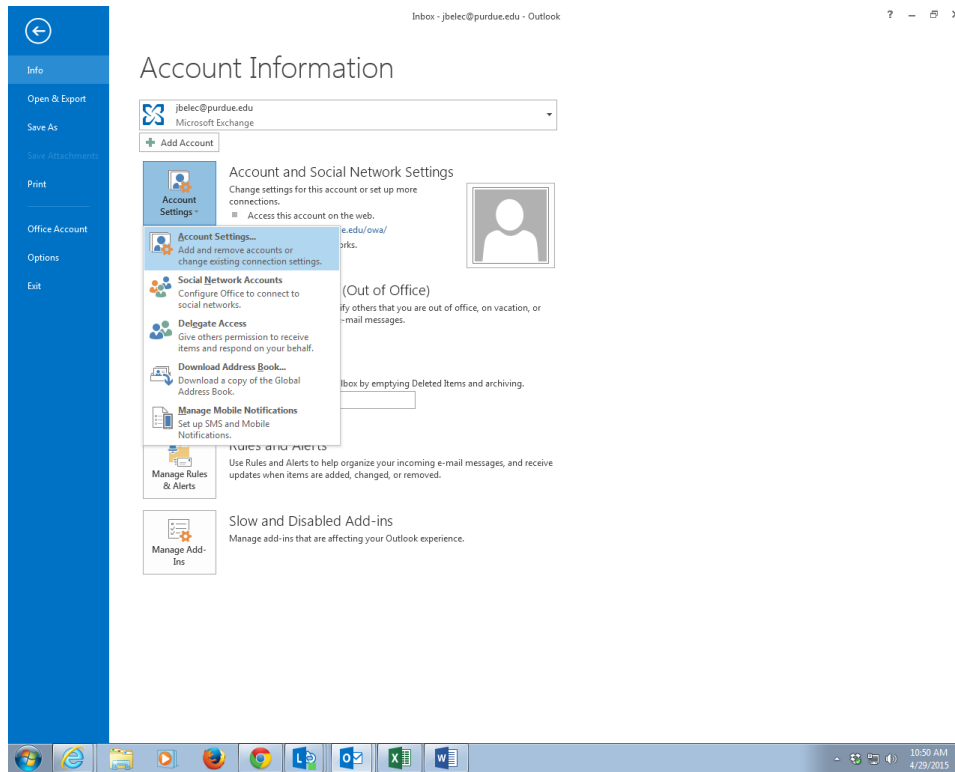 Inbox - jbelec@purdue.edu - Outlook
?
Info
Open & Export
Save As
Save Attachments
Print
Office Account
Options
Exit
Account Information
jbelec@purdue.edu
Microsoft Exchange
Add Account
Account
Settings
Account and Social Network Settings
Change settings for this account or set up more
connections.
Access this account on the web.
e.edu/owa/
orks.
Account Settings...
Add and remove accounts or
change existing connection settings.
Social Network Accounts
Configure Office to connect to
social networks.
Delegate Access
Give others permission to receive
items and respond on your behalf.
Download Address Book...
Download a copy of the Global
Address Book.
Manage Mobile Notifications
Set up SMS and Mobile
Notifications.
(Out of Office)
ify others that you are out of office, on vacation, or
e-mail messages.
lbox by emptying Deleted Items and archiving.
Manage Rules
& Alerts
Rules and Alerts
Use Rules and Alerts to help organize your incoming e-mail messages, and receive
updates when items are added, changed, or removed.
Manage Add-
Ins
Slow and Disabled Add-ins
Manage add-ins that are affecting your Outlook experience.
10:50 AM
4/29/2015